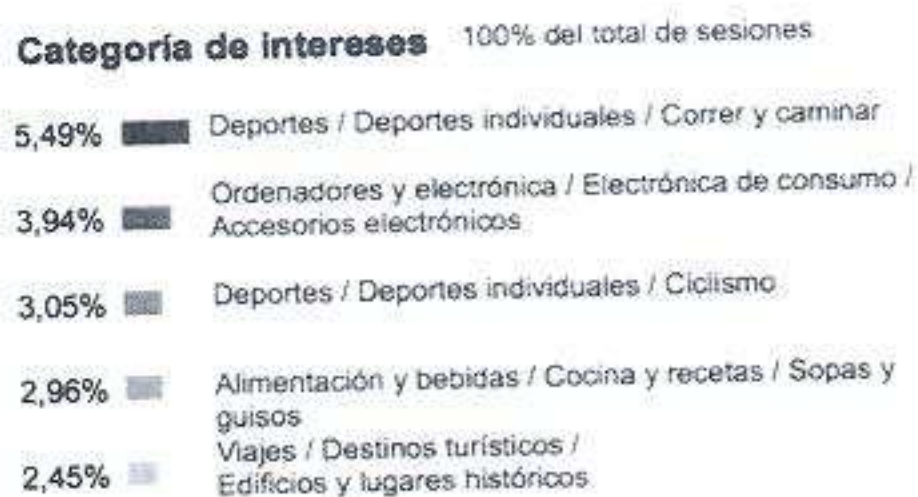 Categoría de intereses 100% del total de sesiones
5,49% Deportes / Deportes individuales / Correr y caminar
3,94% Ordenadores y electrónica / Electrónica de consumo /
Accesorios electrónicos
3,05% Deportes / Deportes individuales / Ciclismo
2,96% Alimentación y bebidas / Cocina y recetas / Sopas y
guisos
2,45% Viajes / Destinos turísticos /
Edificios y lugares históricos